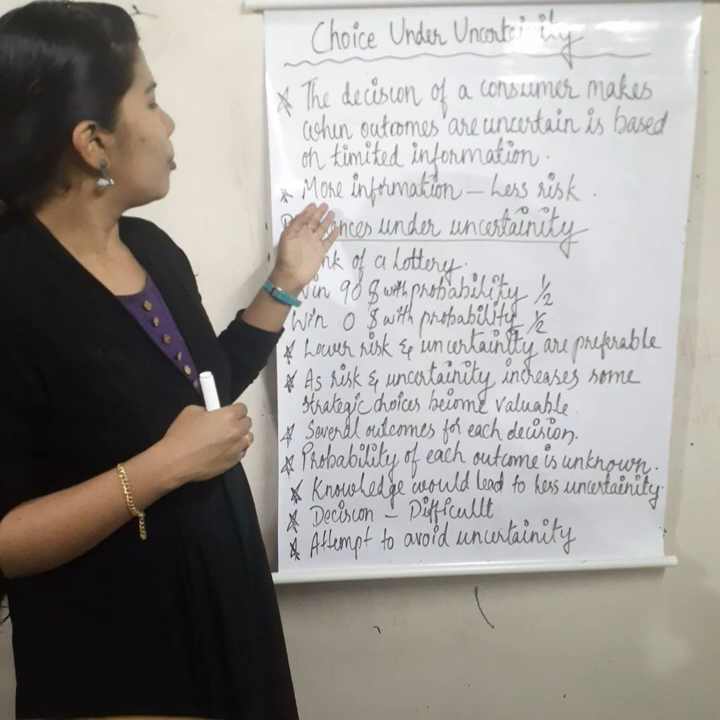 Choice Under Uncertainity
The decision of a consumer makes
when outcomes are uncertain is based
on limited information.
More information – Less risk.
under uncertainity
of a Lottery.
Win 90 $ with probability 1/2
Win 0 $ with probability 1/2
Lower risk & uncertainity are preferable
As risk & uncertainity increases some
strategic choices become valuable.
Several outcomes for each decision.
Probability of each outcome is unknown.
Knowledge would lead to less uncertainity
Decision – Difficullt
Attempt to avoid uncertainity